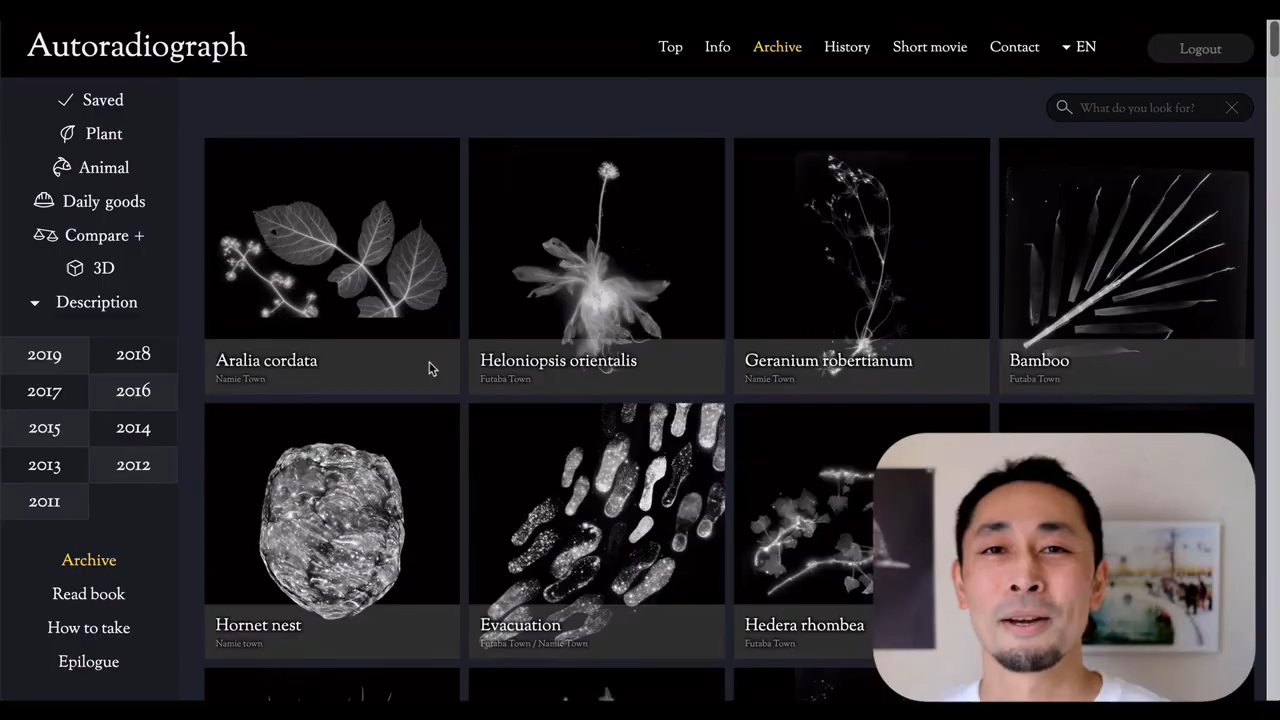 Autoradiograph
Top Info Archive History Short movie Contact EN Logout
What do you look for?
Saved
Plant
Animal
Daily goods
Compare +
3D
Description
2019 2018
2017 2016
2015 2014
2013 2012
2011
Archive
Read book
How to take
Epilogue
Aralia cordata
Namie Town
Heloniopsis orientalis
Futaba Town
Geranium robertianum
Namie Town
Bamboo
Futaba Town
Hornet nest
Namie town
Evacuation
Futaba Town / Namie Town
Hedera rhombea
Namie Town